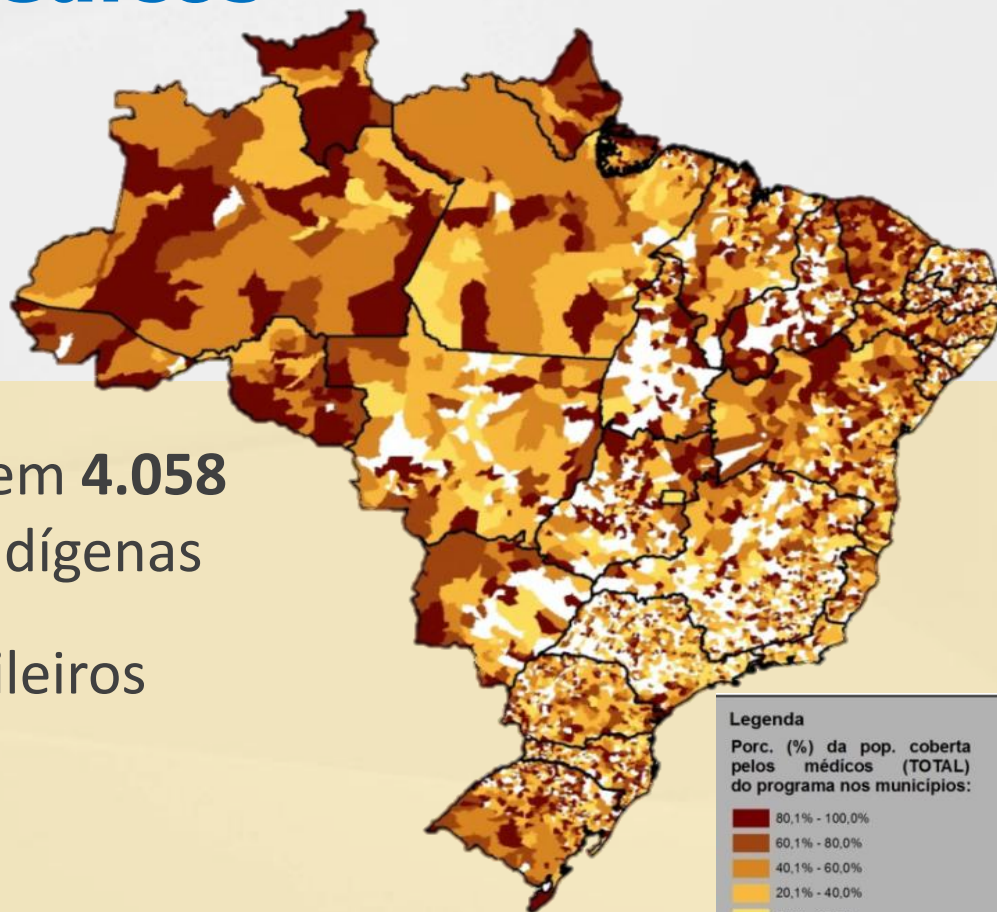 em 4.058
dígenas
ileiros
Legenda
Porc. (%) da pop. coberta
pelos médicos (TOTAL)
do programa nos municípios:
80,1% - 100,0%
60,1% - 80,0%
40,1% - 60,0%
20,1% - 40,0%